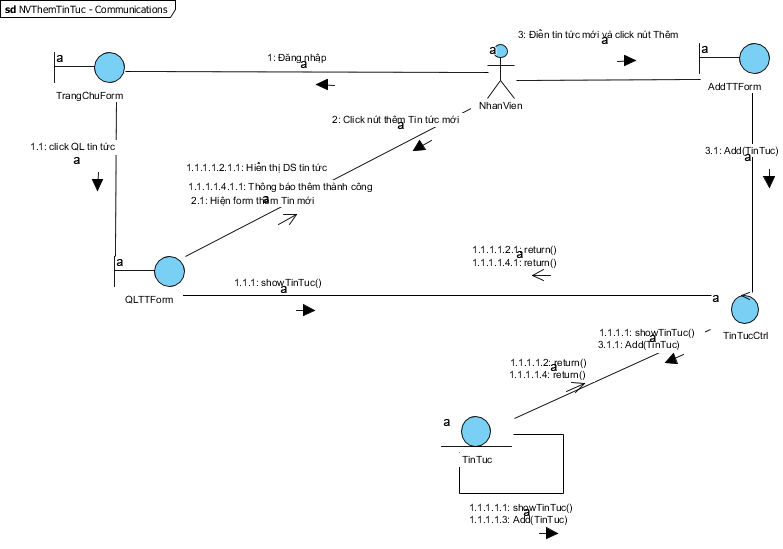 sd NVThemTinTuc - Communications
a
a
a
3: Điền tin tức mới và click nút Thêm
a
1: Đăng nhập
a
TrangChuForm
NhanVien
AddTTForm
2: Click nút thêm Tin tức mới
a
1.1: click QL tin tức
a
3.1: Add(TinTuc)
a
1.1.1.1.2.1.1: Hiển thị DS tin tức
1.1.1.1.4.1.1: Thông báo thêm thành công
2.1: Hiện form thêm Tin mới
a
a
1.1.1.1.2.1: return()
a
1.1.1.1.4.1: return()
1.1.1: showTinTuc()
a
QLTTForm
a
TinTucCtrl
1.1.1.1: showTinTuc()
a
3.1.1: Add(TinTuc)
1.1.1.1.2: return()
a
1.1.1.1.4: return()
a
TinTuc
1.1.1.1.1: showTinTuc()
a
1.1.1.1.3: Add(TinTuc)